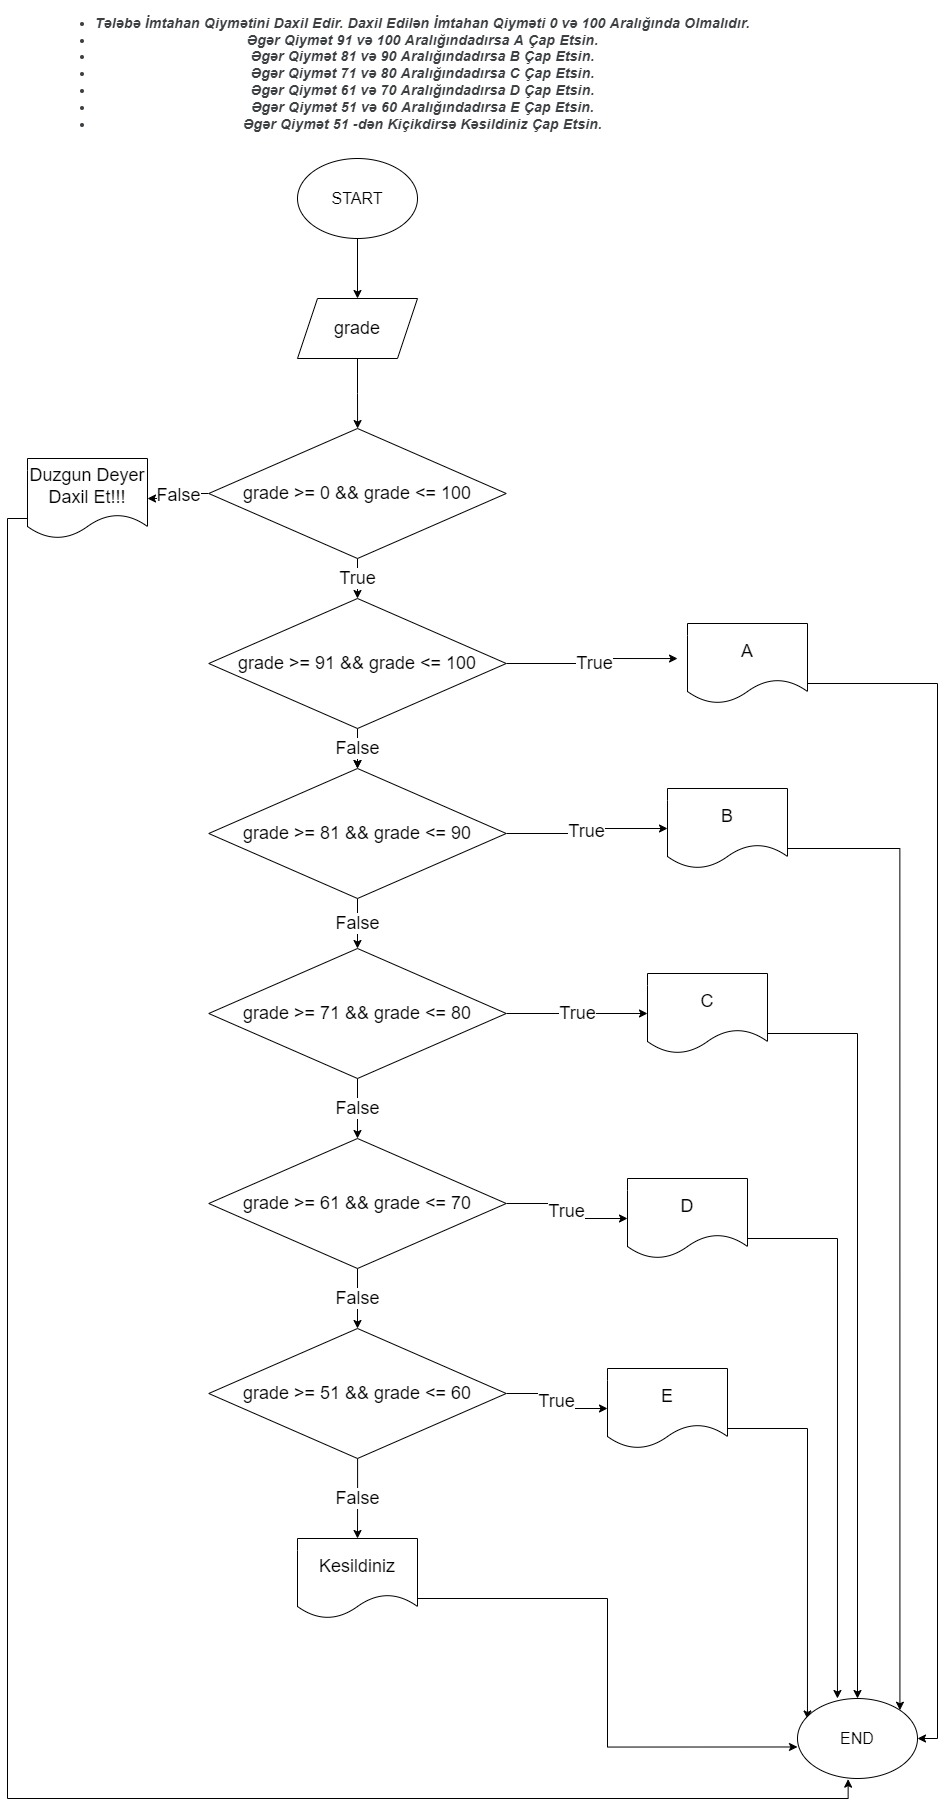 Tələbə İmtahan Qiymətini Daxil Edir. Daxil Edilən İmtahan Qiyməti 0 və 100 Aralığında Olmalıdır.
Əgər Qiymət 91 və 100 Aralığındadırsa A Çap Etsin.
Əgər Qiymət 81 və 90 Aralığındadırsa B Çap Etsin.
Əgər Qiymət 71 və 80 Aralığındadırsa C Çap Etsin.
Əgər Qiymət 61 və 70 Aralığındadırsa D Çap Etsin.
Əgər Qiymət 51 və 60 Aralığındadırsa E Çap Etsin.
Əgər Qiymət 51 -dən Kiçikdirsə Kəsildiniz Çap Etsin.
START
grade
Duzgun Deyer
Daxil Et!!!
False
grade >= 0 && grade <= 100
True
grade >= 91 && grade <= 100
True
A
False
grade >= 81 && grade <= 90
True
B
False
grade >= 71 && grade <= 80
True
C
False
grade >= 61 && grade <= 70
True
D
False
grade >= 51 && grade <= 60
True
E
False
Kesildiniz
END